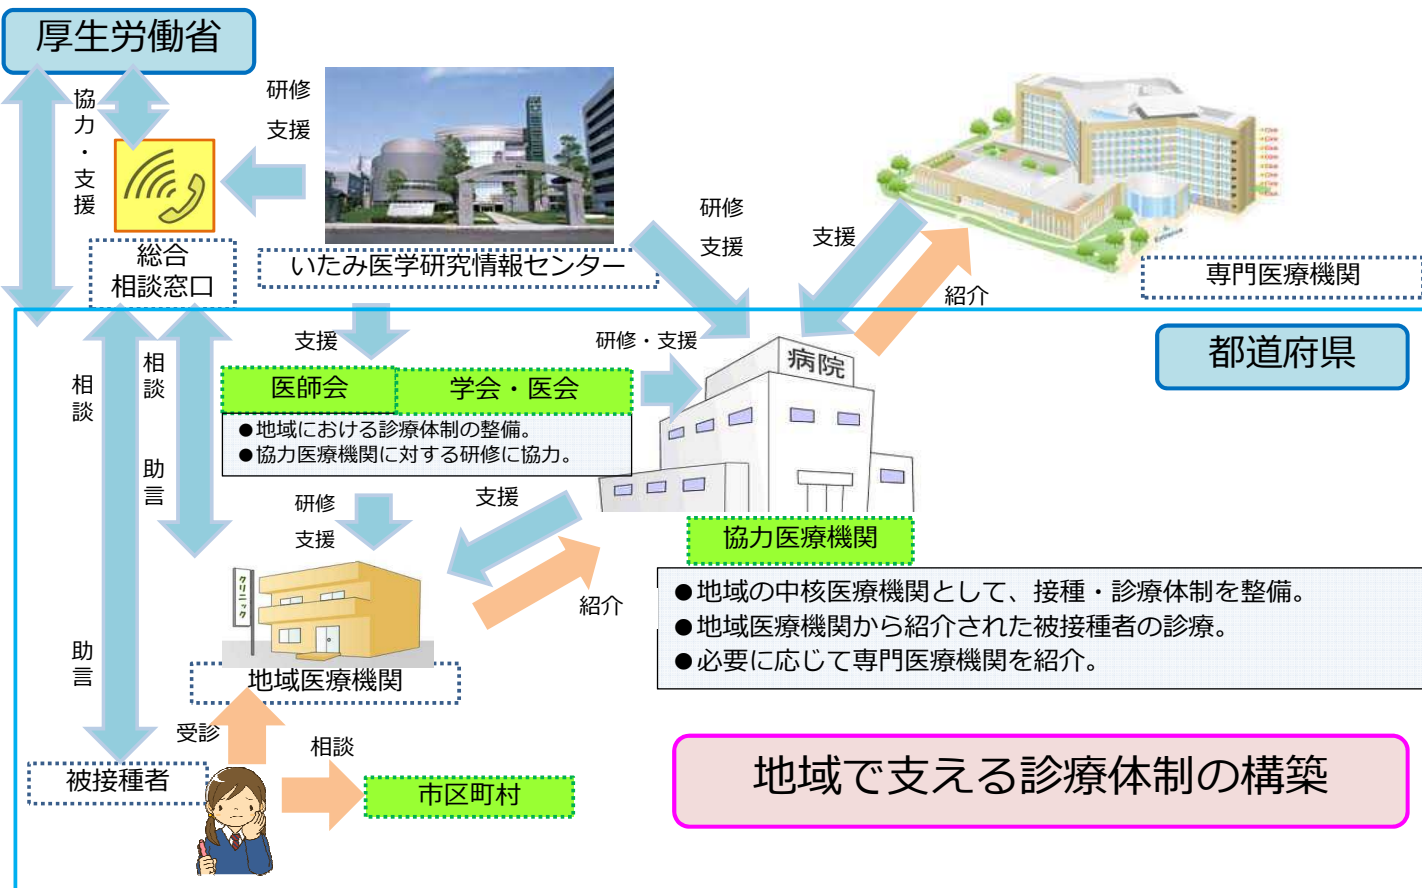 厚生労働省
協力・支援
研修
支援
総合
相談窓口
いたみ医学研究情報センター
研修
支援
支援
紹介
専門医療機関
都道府県
相談
助言
相談
助言
支援
医師会
学会・医会
●地域における診療体制の整備。
●協力医療機関に対する研修に協力。
研修・支援
病院
研修
支援
支援
紹介
協力医療機関
●地域の中核医療機関として、接種・診療体制を整備。
●地域医療機関から紹介された被接種者の診療。
●必要に応じて専門医療機関を紹介。
クリニック
地域医療機関
受診
相談
被接種者
市区町村
地域で支える診療体制の構築